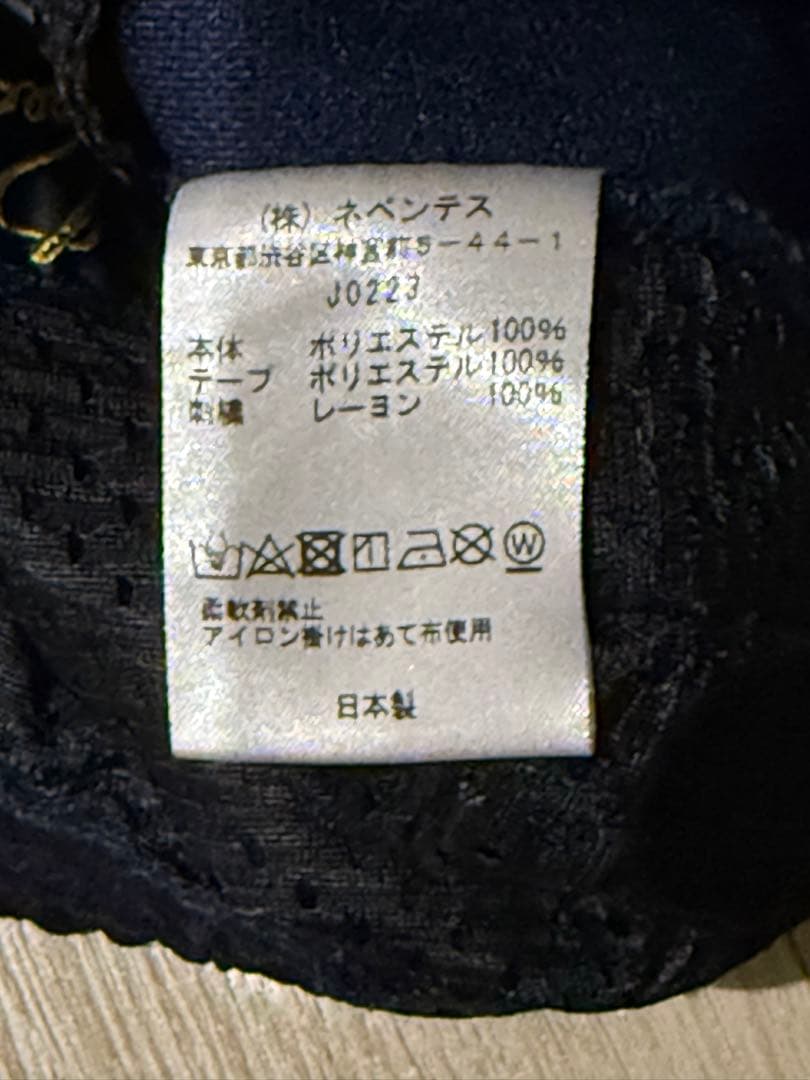 (株) ネペンテス
東京都渋谷区神宮前5-44-1
J0223
本体 ポリエステル100%
テープ ポリエステル100%
刺繍 レーヨン 100%
W
柔軟剤禁止
アイロン掛けはあて布使用
日本製